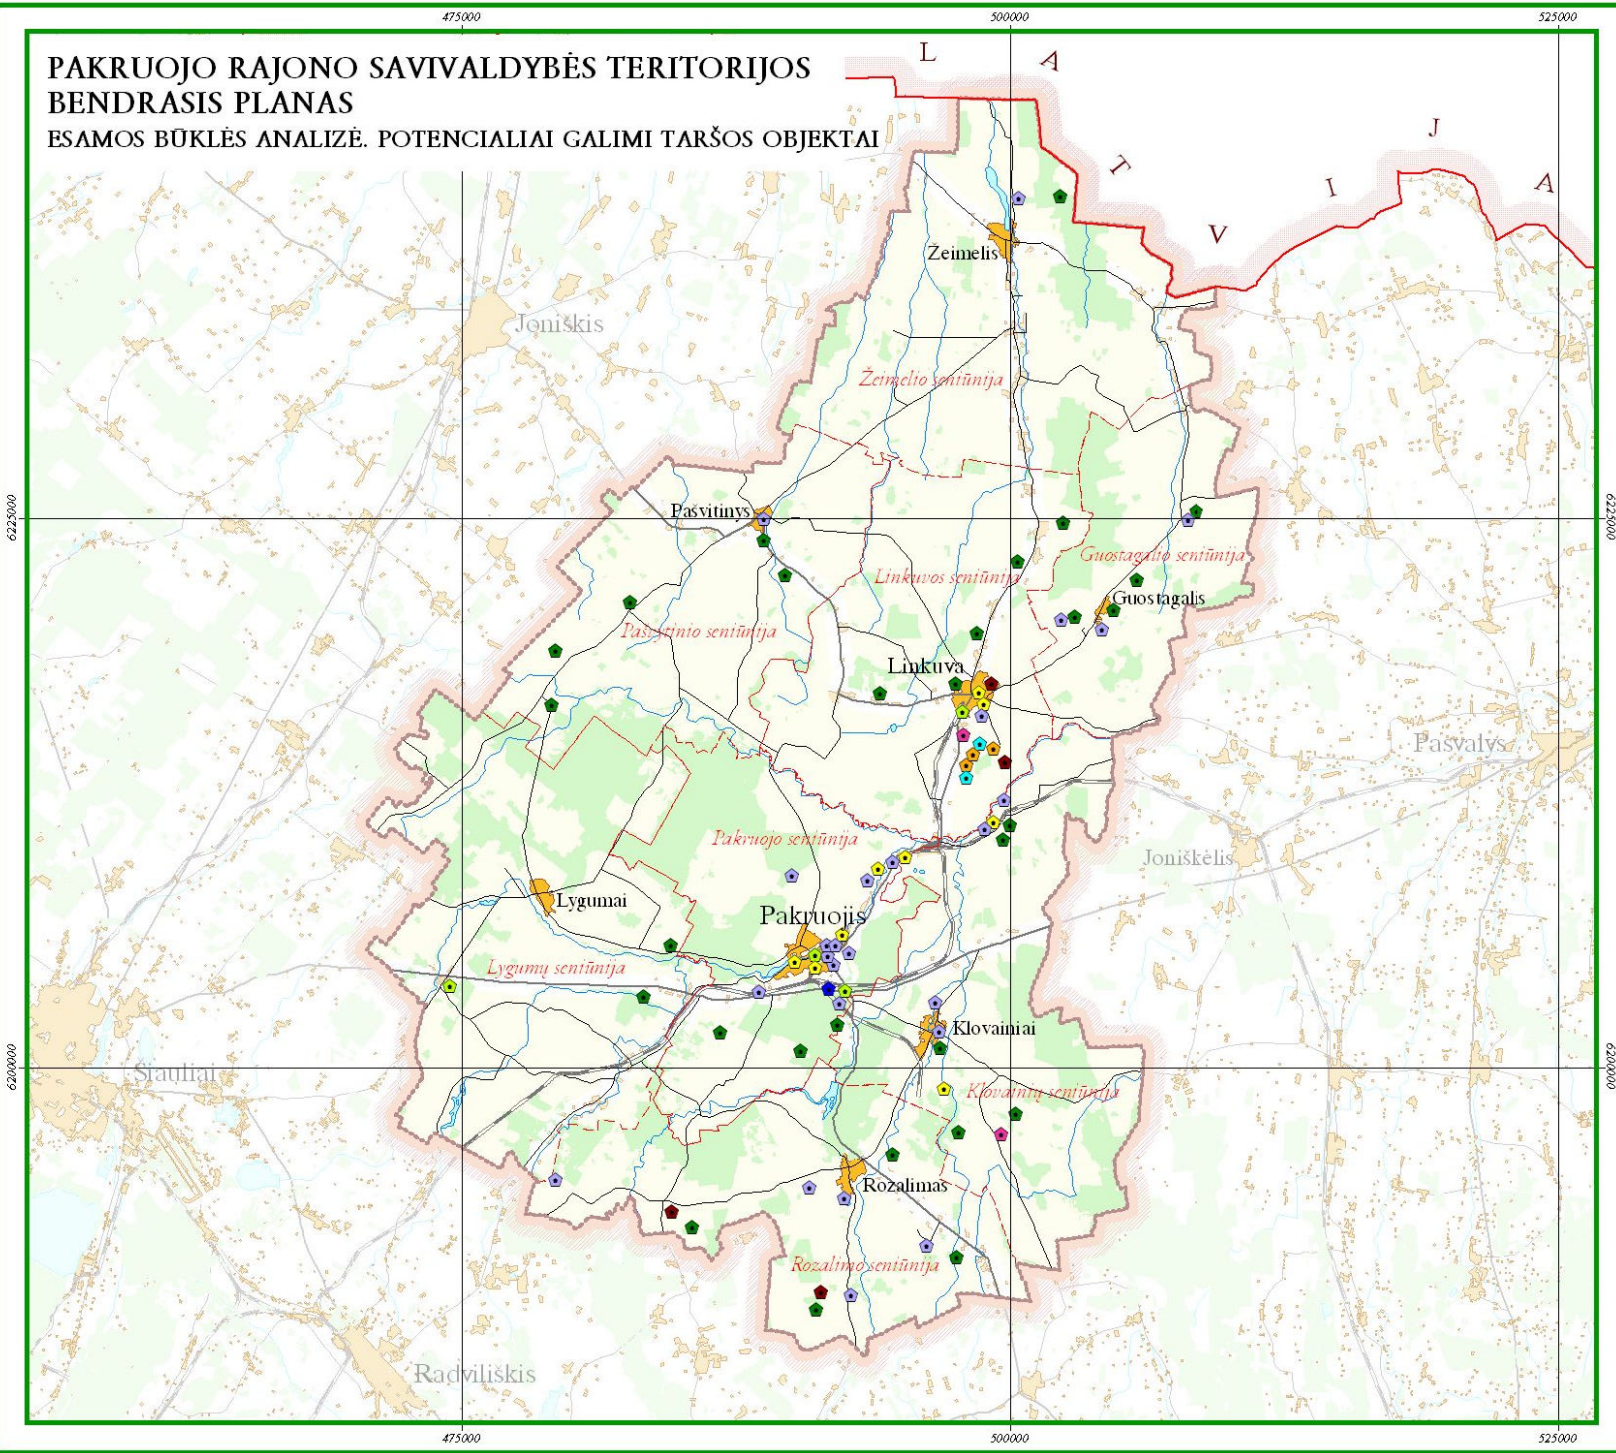 475000
500000
525000
PAKRUOJO RAJONO SAVIVALDYBĖS TERITORIJOS
BENDRASIS PLANAS
ESAMOS BŪKLĖS ANALIZĖ. POTENCIALIAI GALIMI TARŠOS OBJEKTAI
L A T V I J A
Žeimelis
Joniškis
Žeimelio seniūnija
6225000
Pašvitinys
6225000
Guostagalio seniūnija
Linkuvos seniūnija
Guostagalis
Pašvitinio seniūnija
Linkuva
Pasvalys
Pakruojo seniūnija
Joniškėlis
Lygumai
Pakruojis
Lygumų seniūnija
Klovainiai
6200000
Šiauliai
6200000
Klovainių seniūnija
Rozalimas
Rozalimo seniūnija
Radviliškis
475000
500000
525000